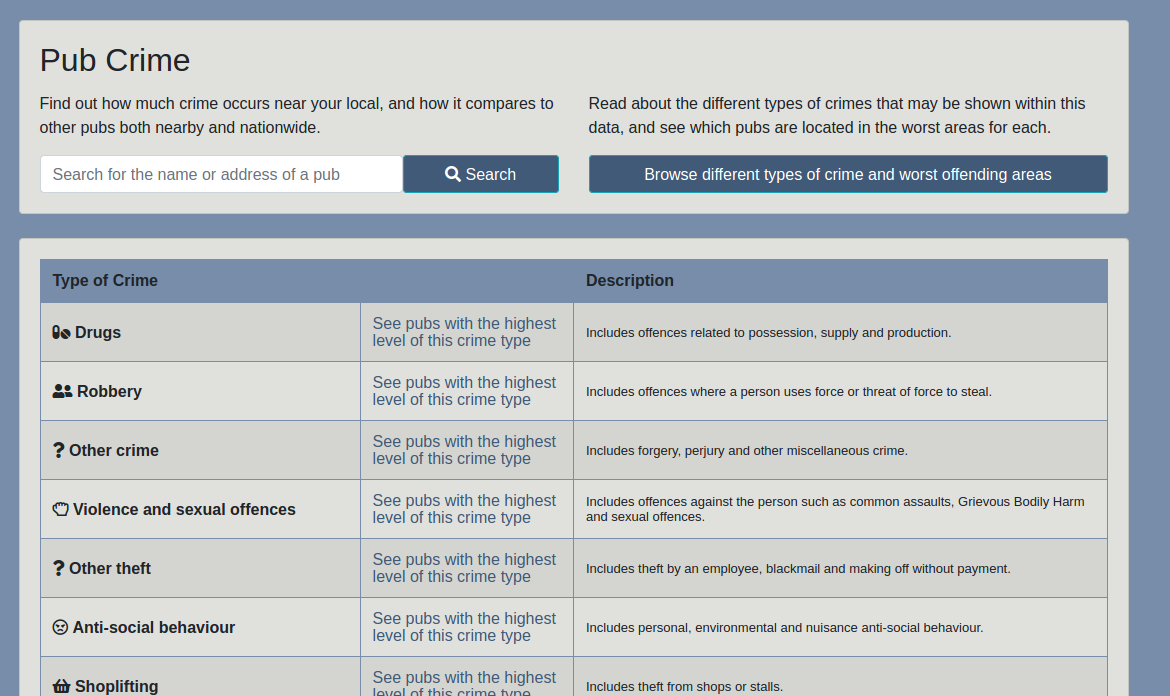 Pub Crime
Find out how much crime occurs near your local, and how it compares to
other pubs both nearby and nationwide.
Search for the name or address of a pub
Search
Read about the different types of crimes that may be shown within this
data, and see which pubs are located in the worst areas for each.
Browse different types of crime and worst offending areas
Type of Crime
Description
Drugs
See pubs with the highest
level of this crime type
Includes offences related to possession, supply and production.
Robbery
See pubs with the highest
level of this crime type
Includes offences where a person uses force or threat of force to steal.
Other crime
See pubs with the highest
level of this crime type
Includes forgery, perjury and other miscellaneous crime.
Violence and sexual offences
See pubs with the highest
level of this crime type
Includes offences against the person such as common assaults, Grievous Bodily Harm
and sexual offences.
Other theft
See pubs with the highest
level of this crime type
Includes theft by an employee, blackmail and making off without payment.
Anti-social behaviour
See pubs with the highest
level of this crime type
Includes personal, environmental and nuisance anti-social behaviour.
Shoplifting
See pubs with the highest
level of this crime type
Includes theft from shops or stalls.